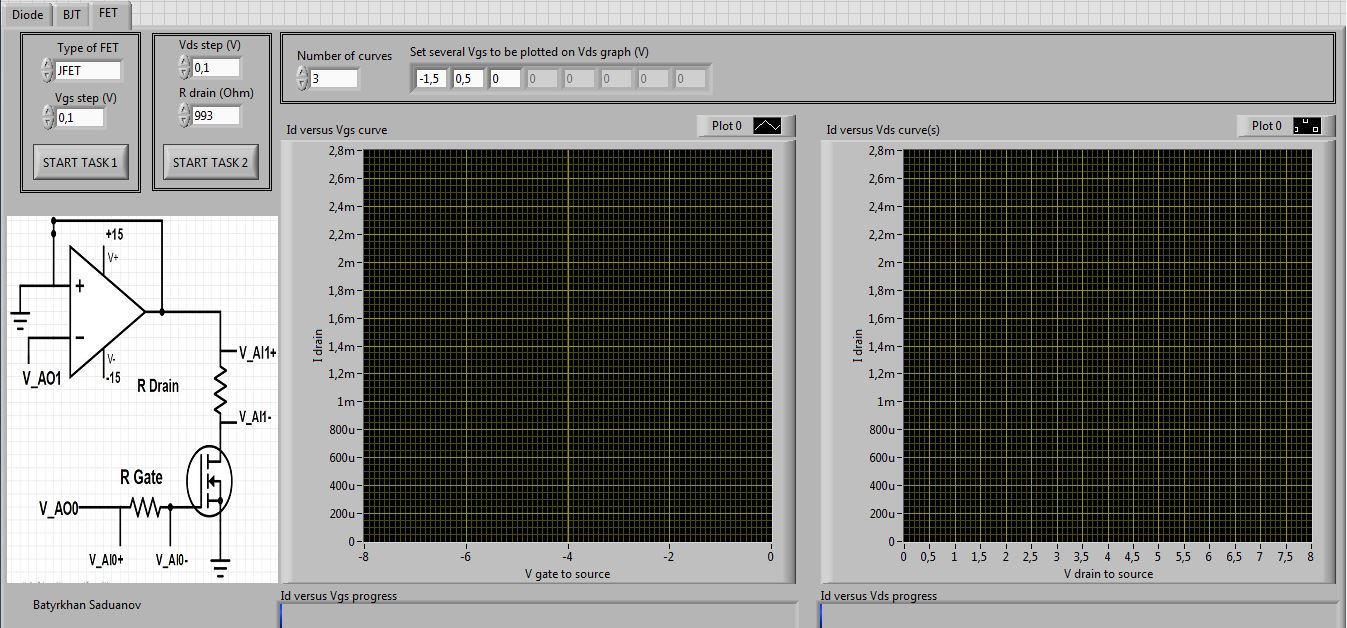 Diode BJT FET
Type of FET
JFET
Vgs step (V)
0,1
START TASK 1
Vds step (V)
0,1
R drain (Ohm)
993
START TASK 2
Number of curves
3
Set several Vgs to be plotted on Vds graph (V)
-1,5 0,5 0 0 0 0 0 0
Id versus Vgs curve
Plot 0
2,8m
2,6m
2,4m
2,2m
2m
1,8m
1,6m
1,4m
1,2m
1m
800u
600u
400u
200u
0
I drain
-8 -6 -4 -2 0
V gate to source
Id versus Vds curve(s)
Plot 0
2,8m
2,6m
2,4m
2,2m
2m
1,8m
1,6m
1,4m
1,2m
1m
800u
600u
400u
200u
0
I drain
0 0,5 1 1,5 2 2,5 3 3,5 4 4,5 5 5,5 6 6,5 7 7,5 8
V drain to source
+15
V+
+
-
V-
-15
V_AO1
R Drain
V_AI1+
V_AI1-
R Gate
V_AO0
V_AI0+ V_AI0-
Batyrkhan Saduanov
Id versus Vgs progress
Id versus Vds progress